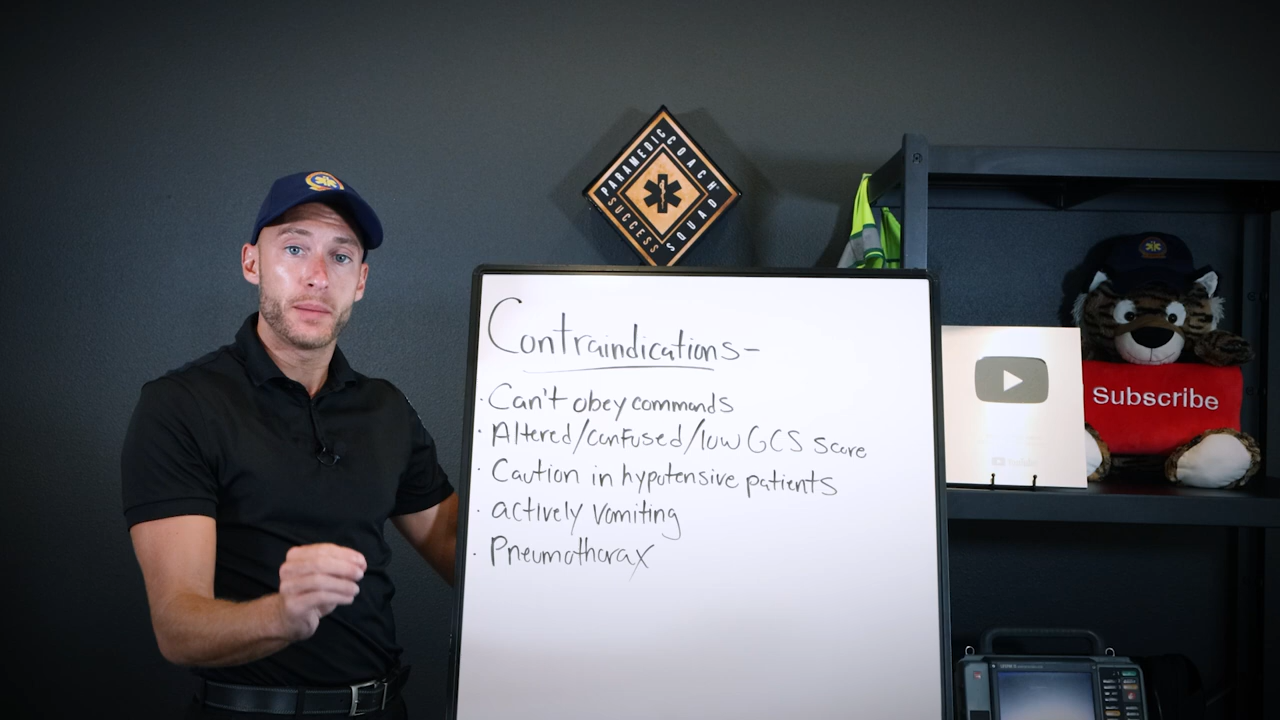 PARAMEDIC COACH
SUCCESS SQUAD
Contraindications-
· Can't obey commands
· Altered/confused/low GCS score
· Caution in hypotensive patients
· actively vomiting
· Pneumothorax
Subscribe